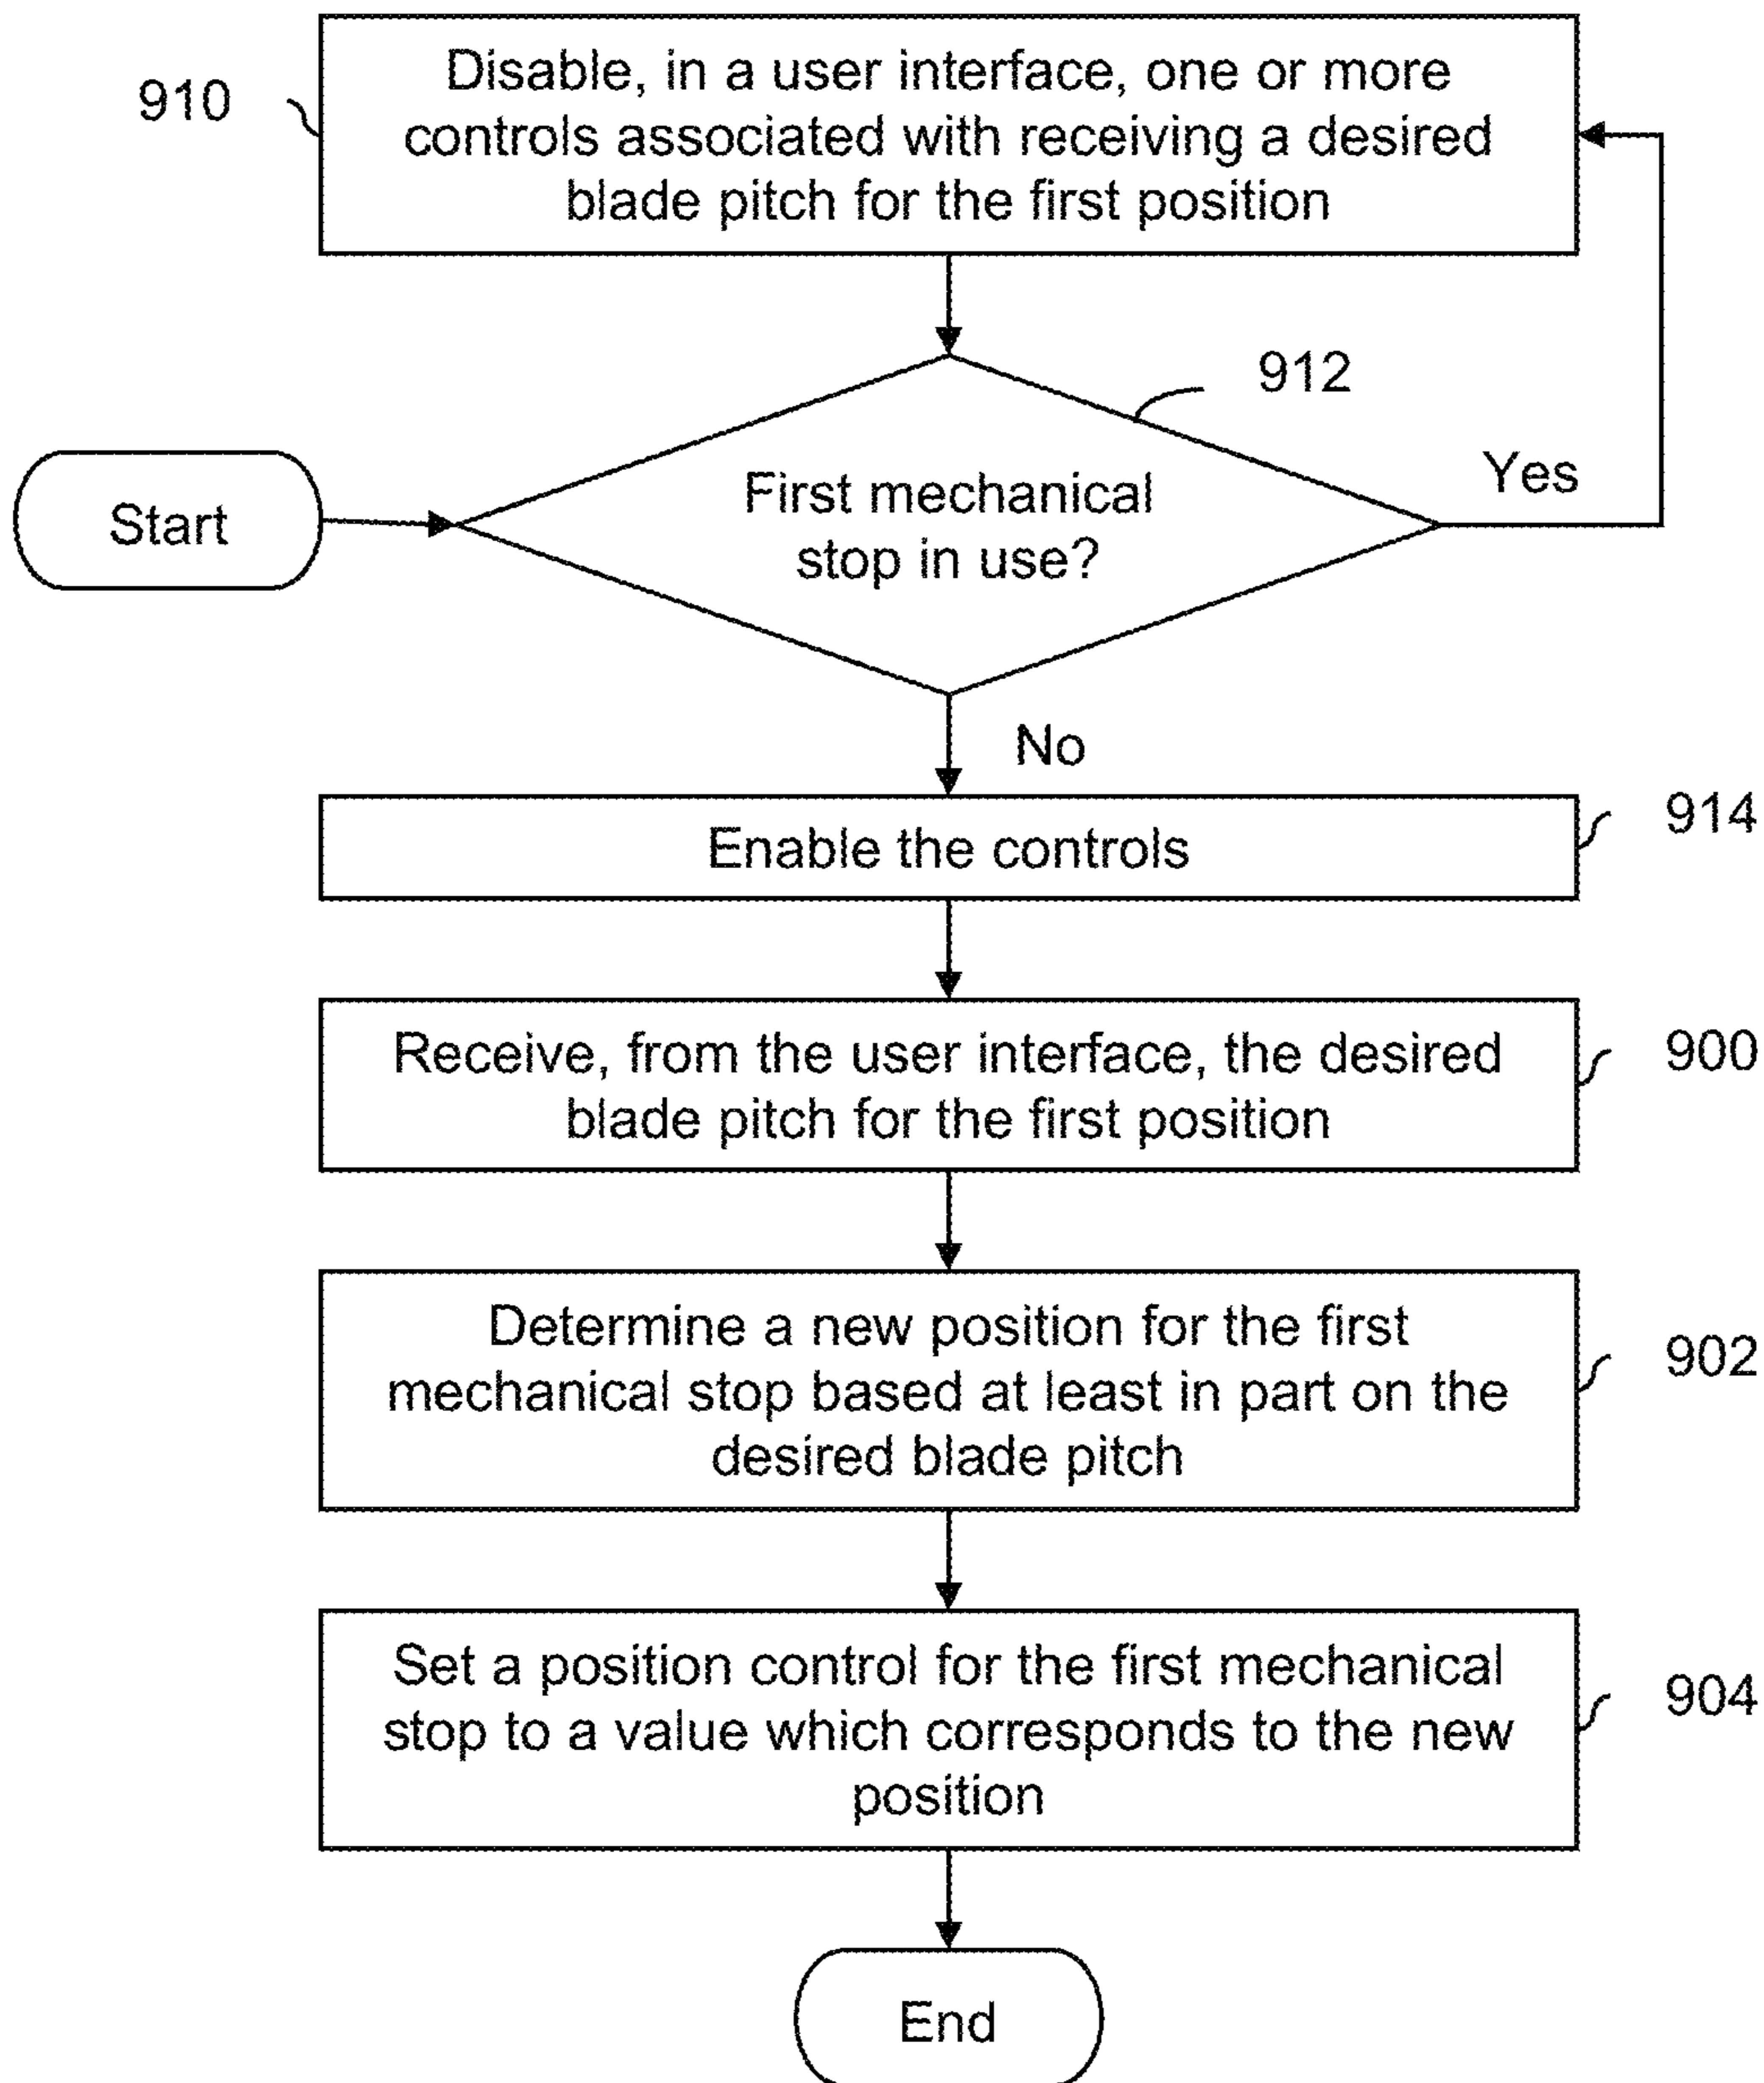 910
Disable, in a user interface, one or more
controls associated with receiving a desired
blade pitch for the first position
912
Start
First mechanical
stop in use?
Yes
No
Enable the controls
914
Receive, from the user interface, the desired
blade pitch for the first position
900
Determine a new position for the first
mechanical stop based at least in part on the
desired blade pitch
902
Set a position control for the first mechanical
stop to a value which corresponds to the new
position
904
End